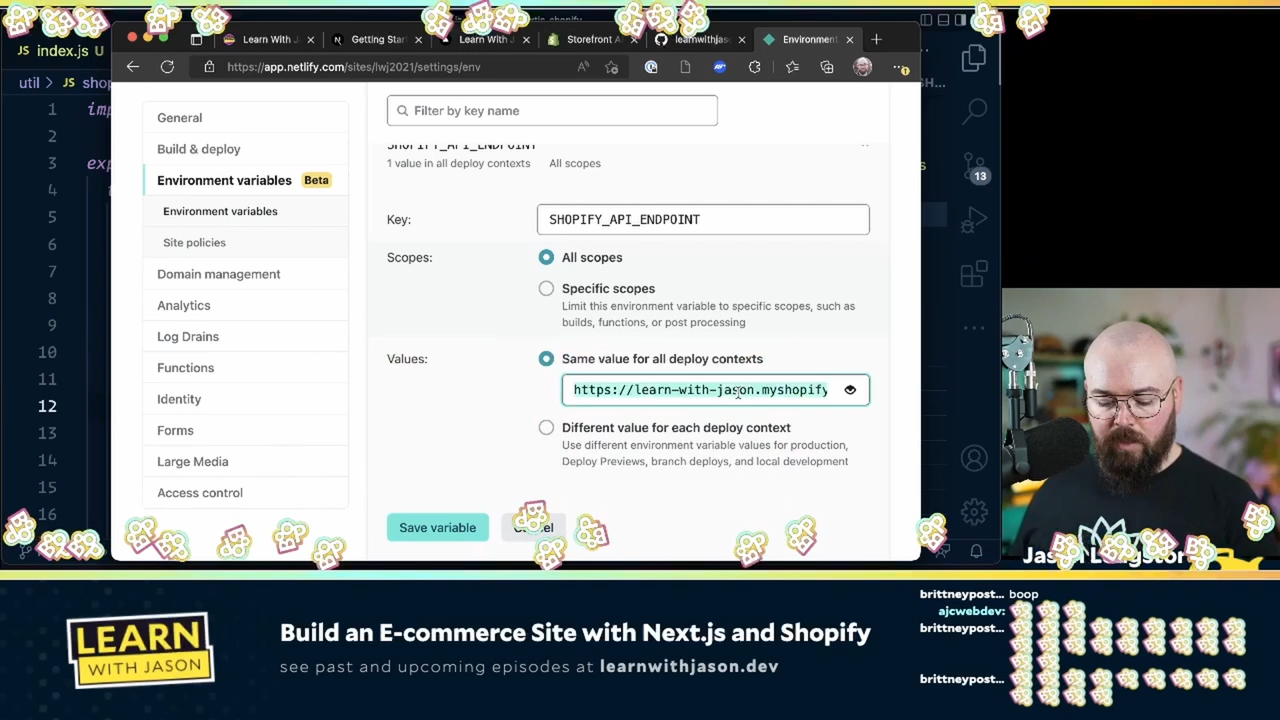 index.js U
util > JS shop
JS
Learn With J
Getting Star
Learn With J
Storefront A
learnwithjas
Environment
https://app.netlify.com/sites/lwj2021/settings/env
1 imp
2
3 exp
4
5
6
7
8
9
10
11
12
13
14
15
16
General
Build & deploy
Environment variables Beta
Environment variables
Site policies
Domain management
Analytics
Log Drains
Functions
Identity
Forms
Large Media
Access control
Filter by key name
SHOPIFY_API_ENDPOINT
1 value in all deploy contexts All scopes
Key: SHOPIFY_API_ENDPOINT
Scopes: All scopes
Specific scopes
Limit this environment variable to specific scopes, such as
builds, functions, or post processing
Values: Same value for all deploy contexts
https://learn-with-jason.myshopify
Different value for each deploy context
Use different environment variable values for production,
Deploy Previews, branch deploys, and local development
Save variable
13
LEARN
WITH JASON
Build an E-commerce Site with Next.js and Shopify
see past and upcoming episodes at learnwithjason.dev
brittneypost... boop
ajcwebdev:
brittneypost...
brittneypost...